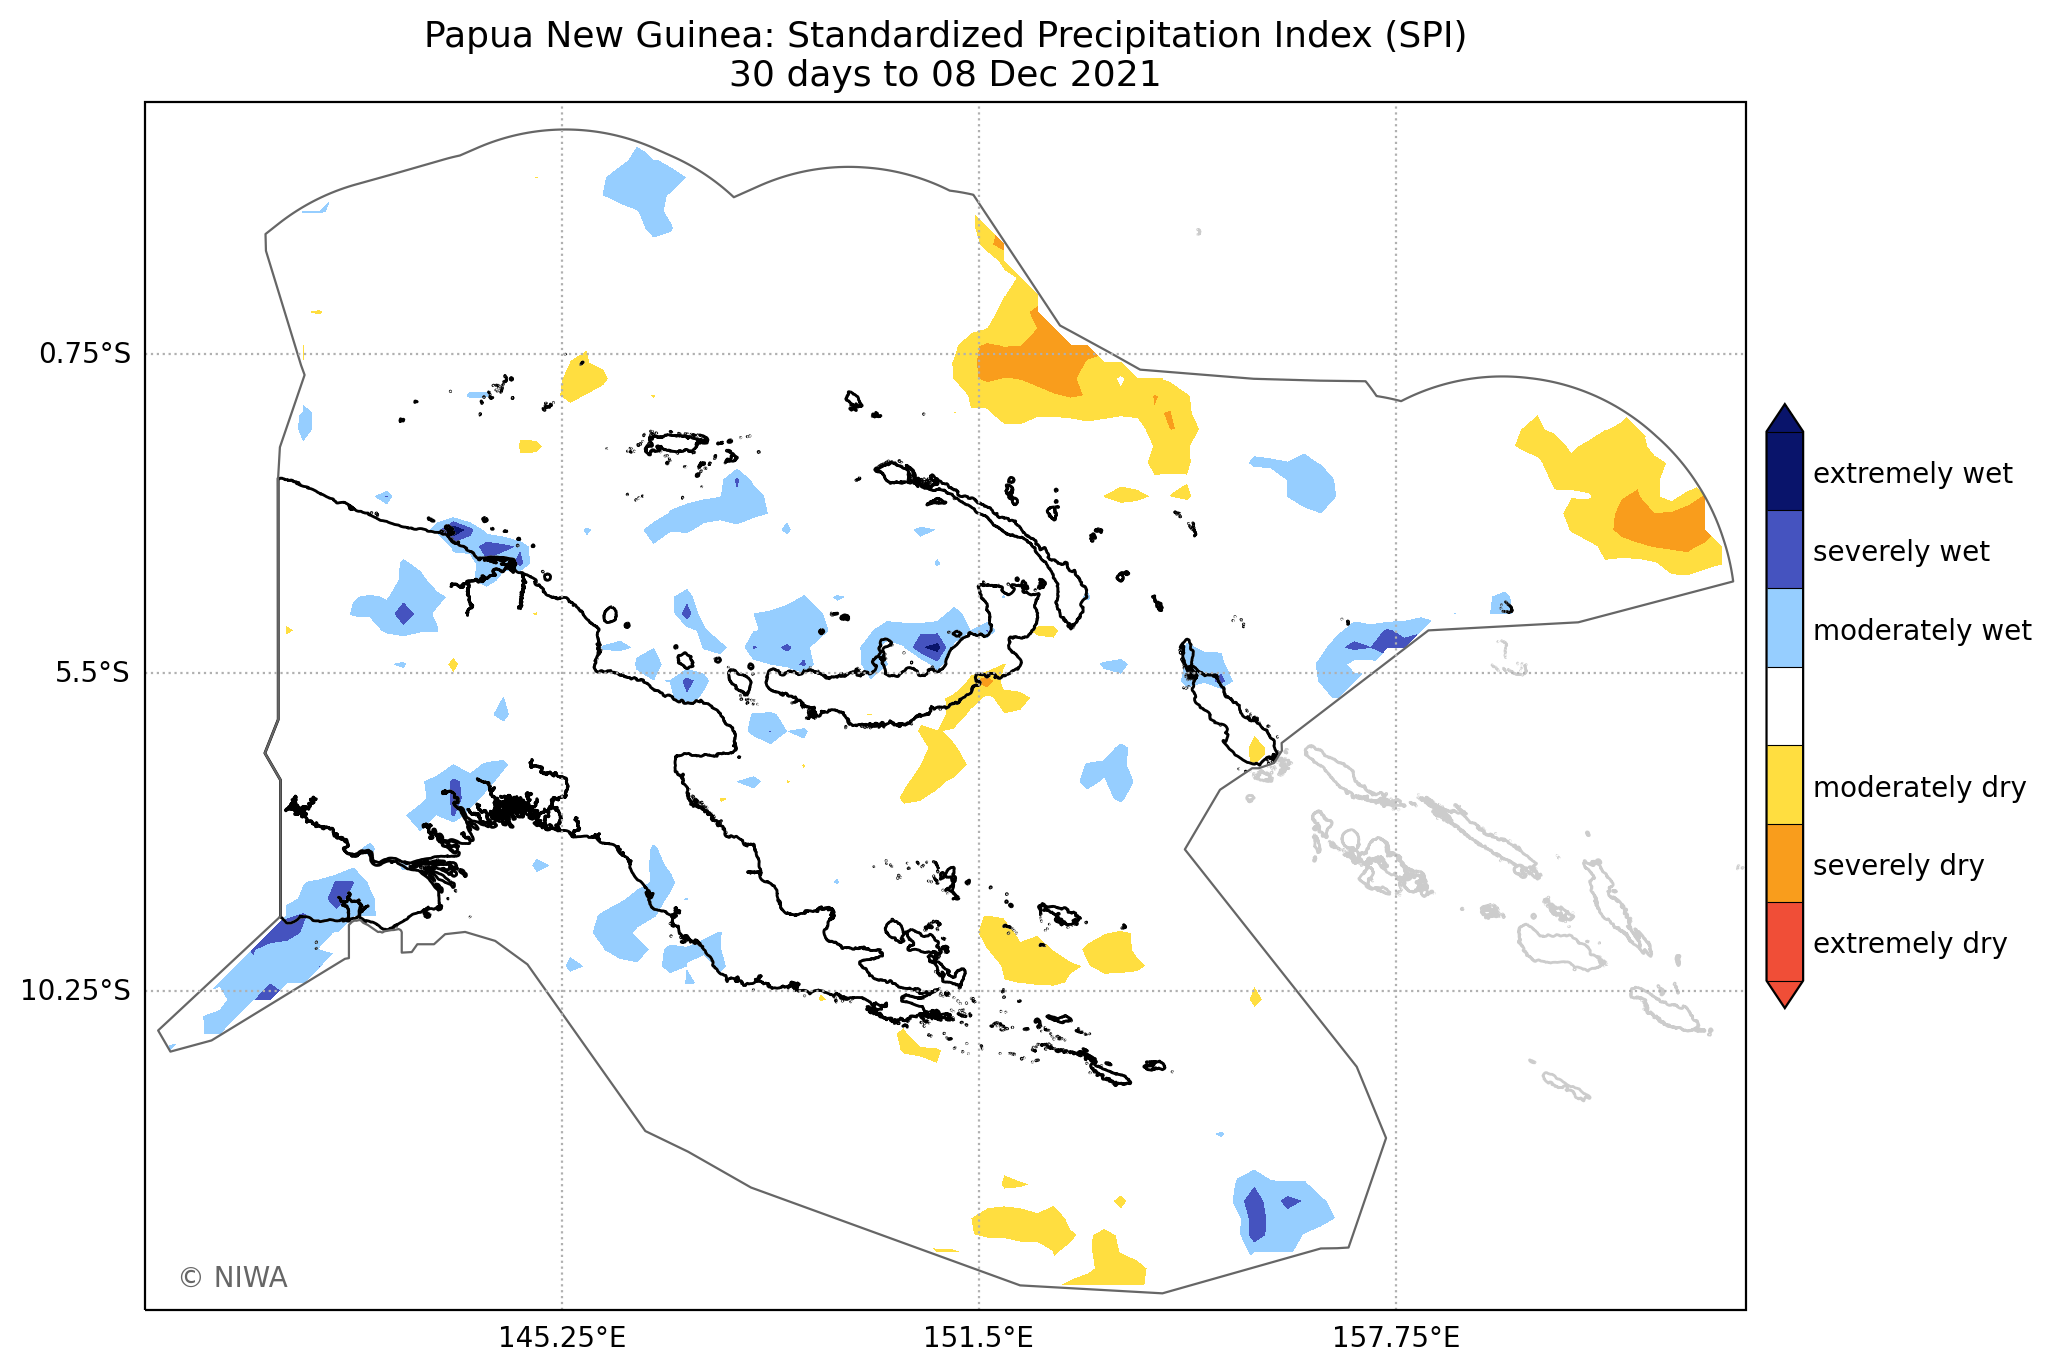 Papua New Guinea: Standardized Precipitation Index (SPI)
30 days to 08 Dec 2021
0.75°S
5.5°S
10.25°S
145.25°E
151.5°E
157.75°E
extremely wet
severely wet
moderately wet
moderately dry
severely dry
extremely dry
© NIWA